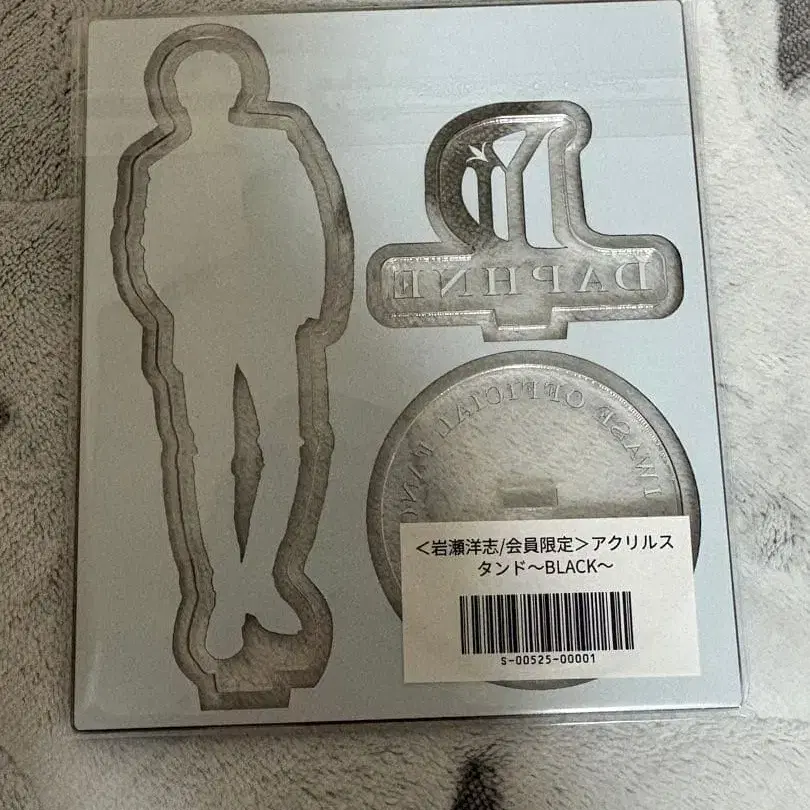 DAPHNE
IWASE OFFICIAL FANC
<岩瀬洋志/会員限定>アクリルス
タンド〜BLACK〜
S-00525-00001